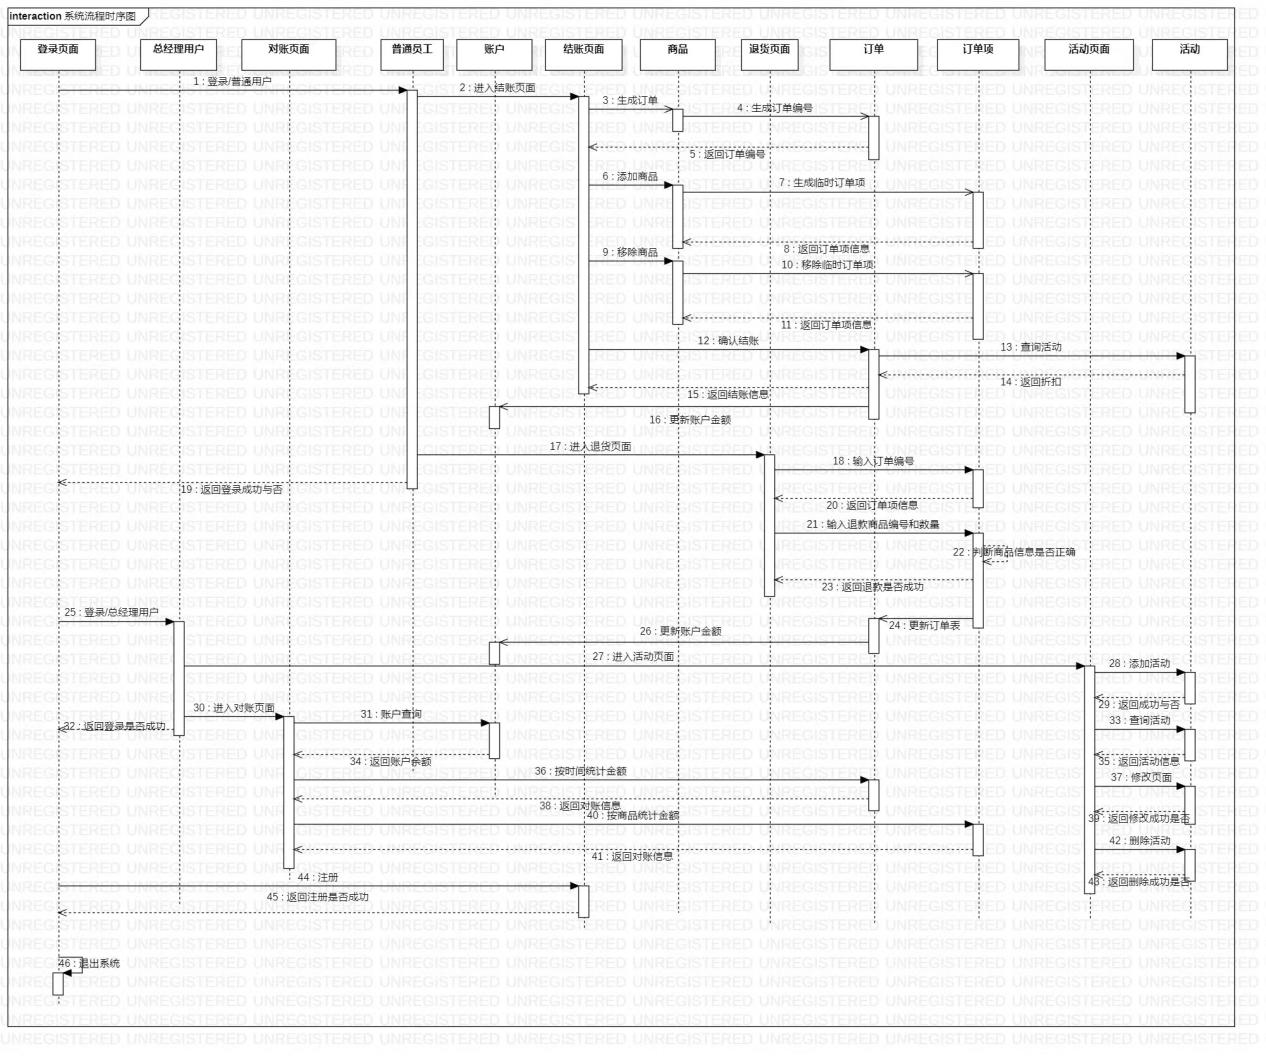 interaction 系统流程时序图
登录页面
总经理用户
对账页面
普通员工
账户
结账页面
商品
退货页面
订单
订单项
活动页面
活动
1 : 登录/普通用户
2 : 进入结账页面
3 : 生成订单
4 : 生成订单编号
5 : 返回订单编号
6 : 添加商品
7 : 生成临时订单项
8 : 返回订单项信息
9 : 移除商品
10 : 移除临时订单项
11 : 返回订单项信息
12 : 确认结账
13 : 查询活动
14 : 返回折扣
15 : 返回结账信息
16 : 更新账户金额
17 : 进入退货页面
18 : 输入订单编号
19 : 返回登录成功与否
20 : 返回订单项信息
21 : 输入退款商品编号和数量
22 : 判断商品信息是否正确
23 : 返回退款是否成功
24 : 更新订单表
25 : 登录/总经理用户
26 : 更新账户金额
27 : 进入活动页面
28 : 添加活动
29 : 返回成功与否
30 : 进入对账页面
31 : 账户查询
32 : 返回登录是否成功
33 : 查询活动
34 : 返回账户余额
35 : 返回活动信息
36 : 按时间统计金额
37 : 修改页面
38 : 返回对账信息
39 : 返回修改成功是否
40 : 按商品统计金额
41 : 返回对账信息
42 : 删除活动
43 : 返回删除成功是否
44 : 注册
45 : 返回注册是否成功
46 : 退出系统